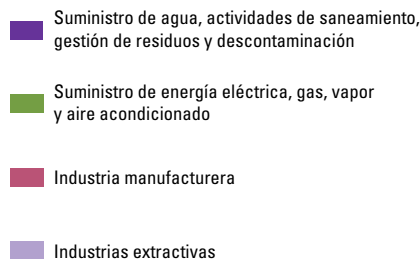 Suministro de agua, actividades de saneamiento,
gestión de residuos y descontaminación
Suministro de energía eléctrica, gas, vapor
y aire acondicionado
Industria manufacturera
Industrias extractivas